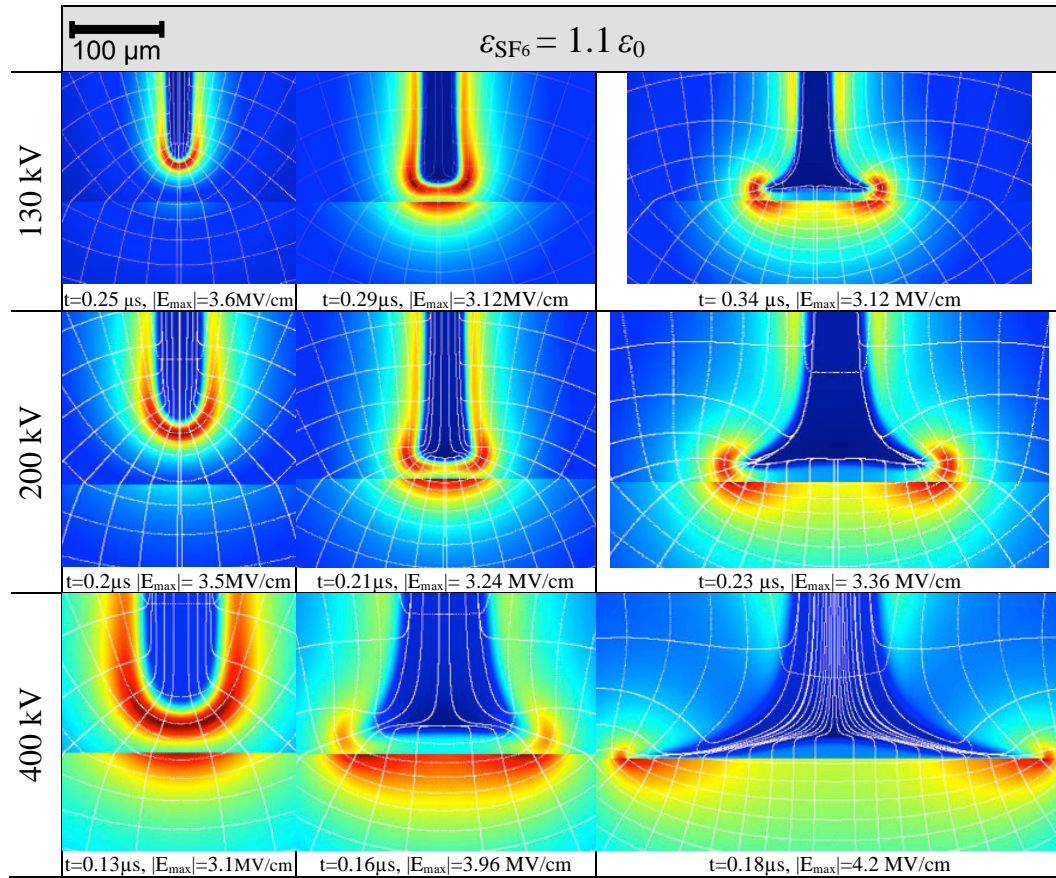 100 µm
εSF₆ = 1.1 ε₀
130 kV
t=0.25 µs, |Emax|=3.6MV/cm
t=0.29µs, |Emax|=3.12MV/cm
t= 0.34 µs, |Emax|=3.12 MV/cm
200 kV
t=0.2µs |Emax|= 3.5MV/cm
t=0.21µs, |Emax|= 3.24 MV/cm
t=0.23 µs, |Emax|= 3.36 MV/cm
400 kV
t=0.13µs, |Emax|=3.1MV/cm
t=0.16µs, |Emax|=3.96 MV/cm
t=0.18µs, |Emax|=4.2 MV/cm